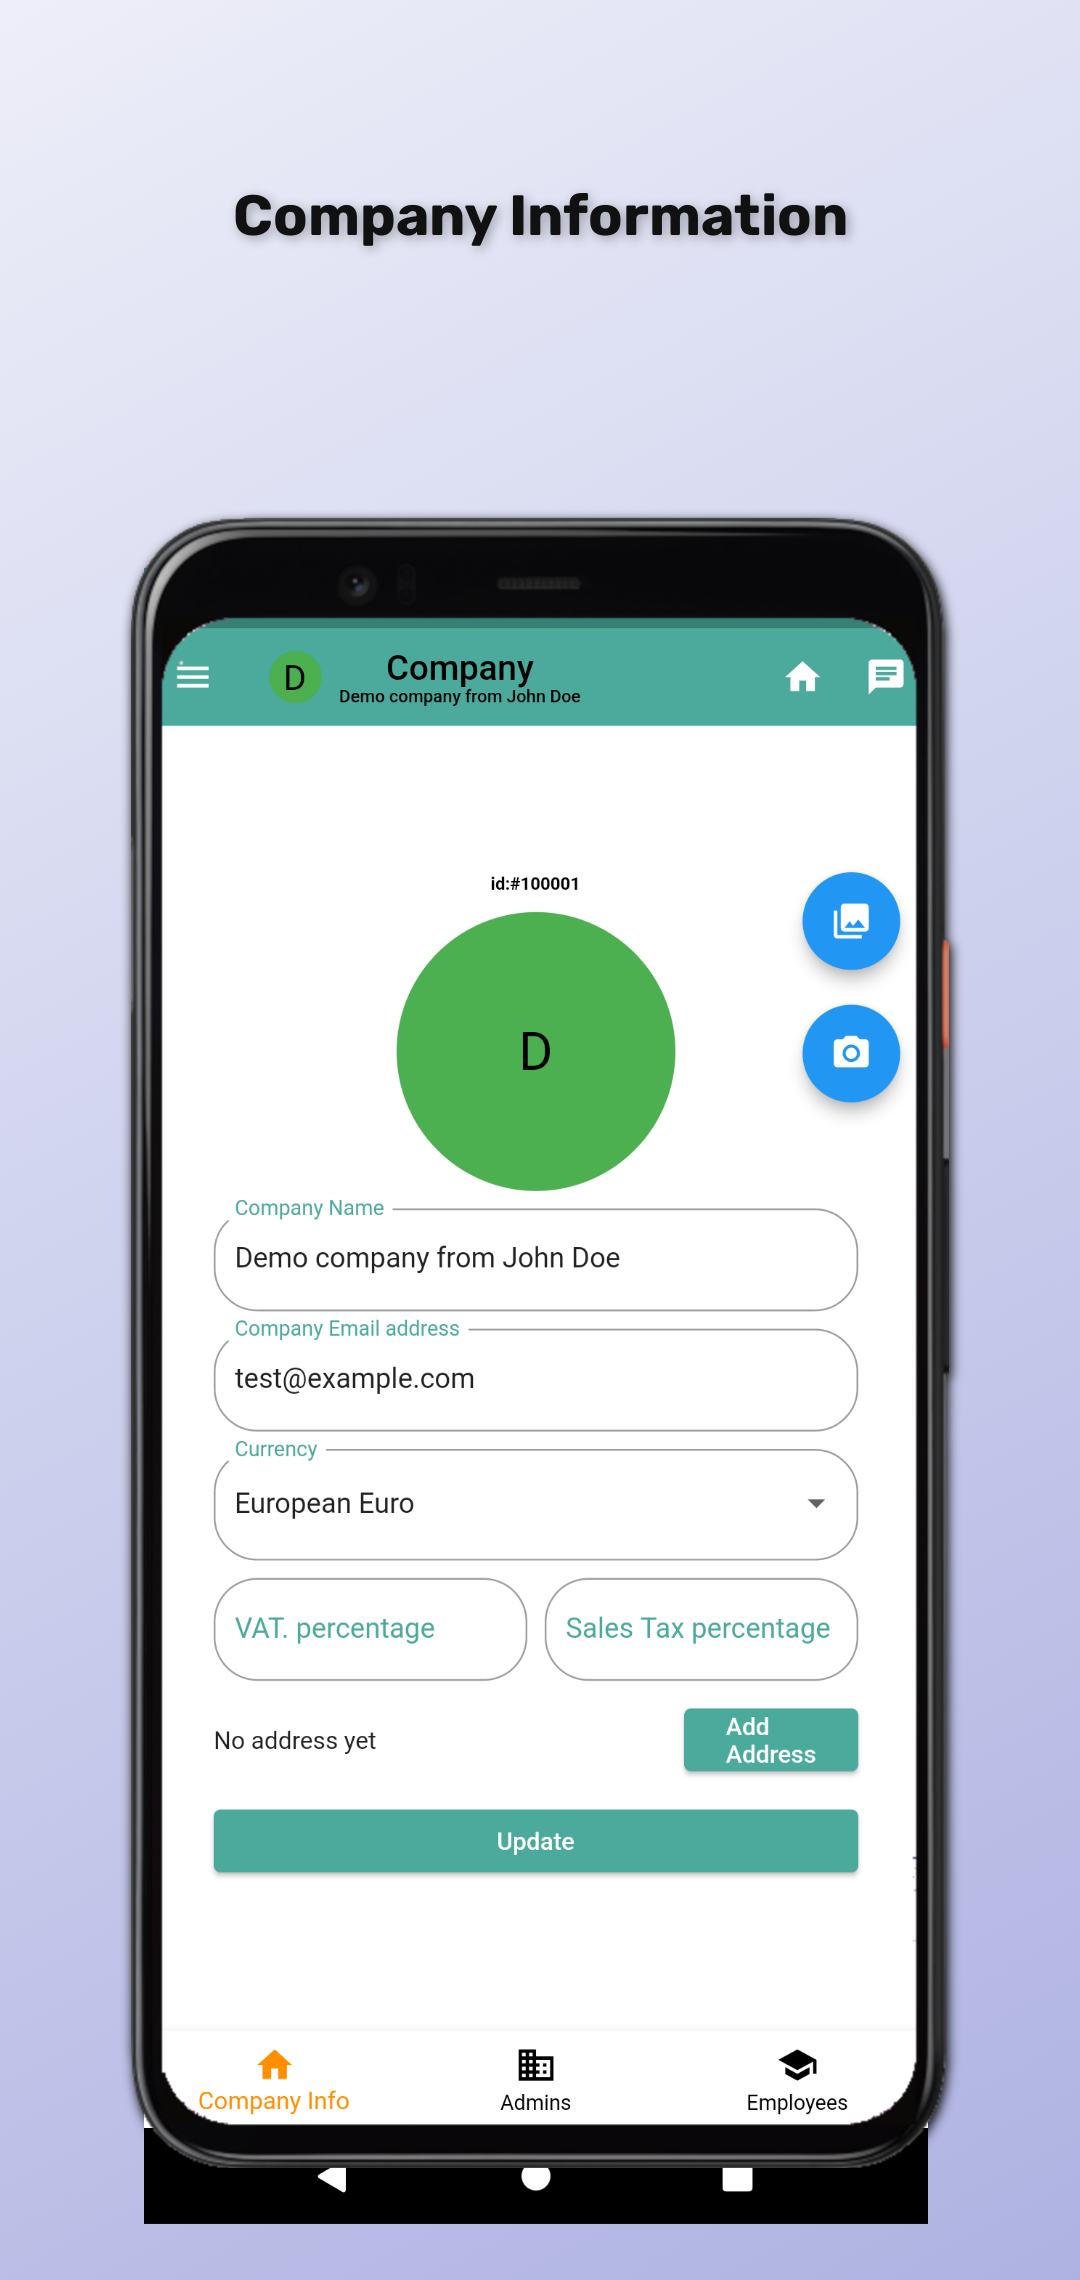 Company Information
D
Company
Demo company from John Doe
id:#100001
D
Company Name
Demo company from John Doe
Company Email address
test@example.com
Currency
European Euro
VAT. percentage
Sales Tax percentage
No address yet
Add
Address
Update
Company Info
Admins
Employees